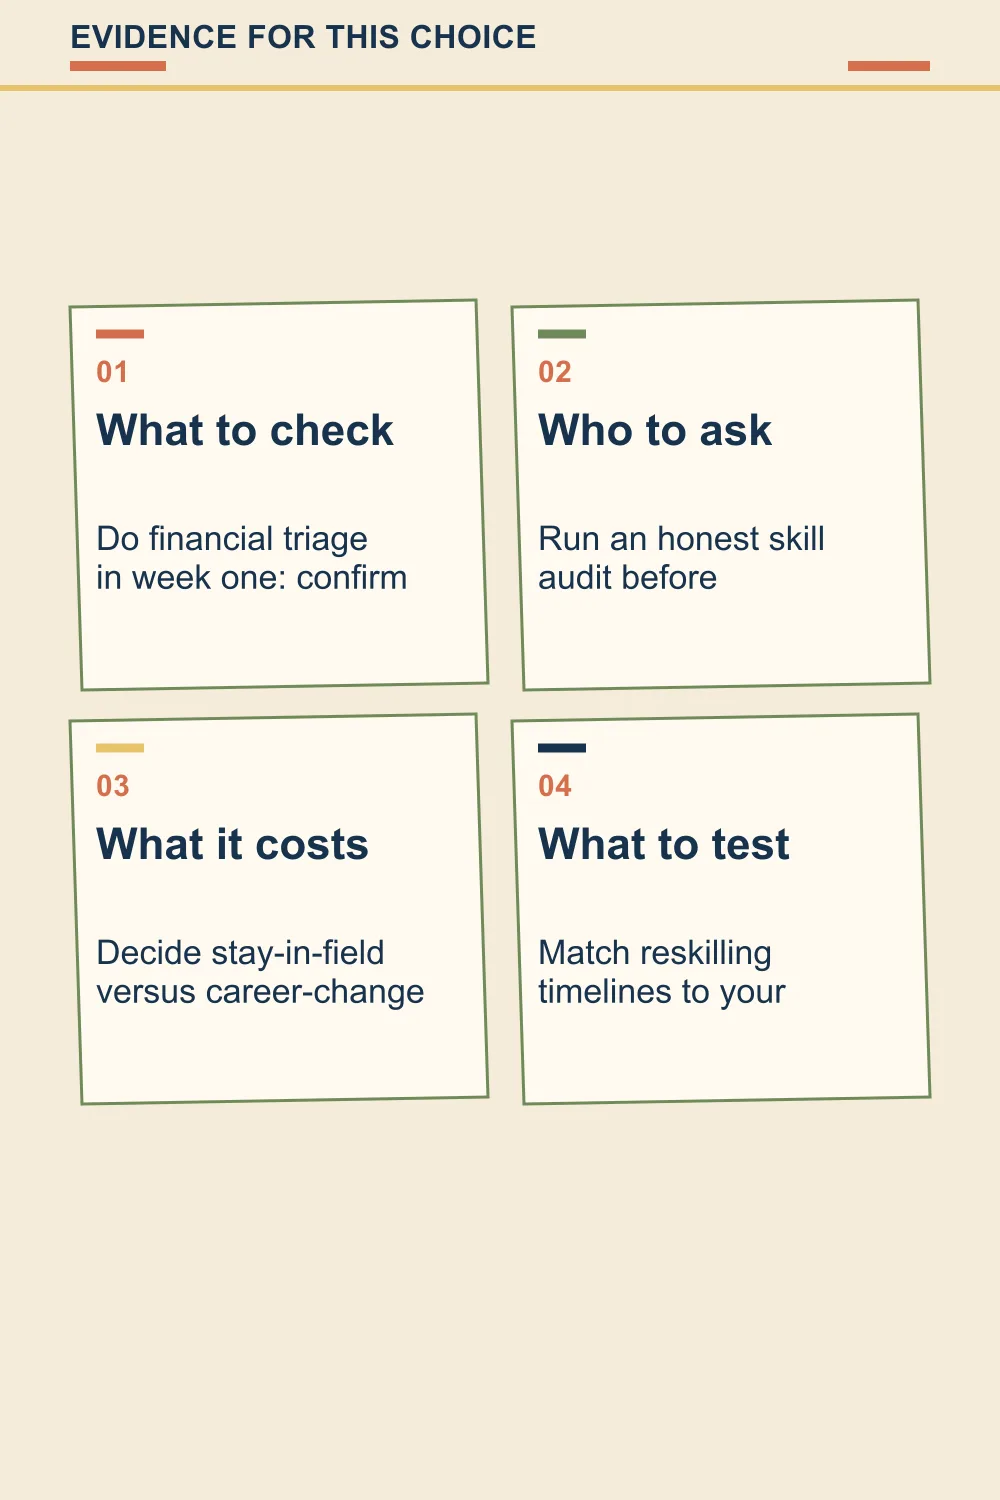 EVIDENCE FOR THIS CHOICE
01
What to check
Do financial triage
in week one: confirm
02
Who to ask
Run an honest skill
audit before
03
What it costs
Decide stay-in-field
versus career-change
04
What to test
Match reskilling
timelines to your